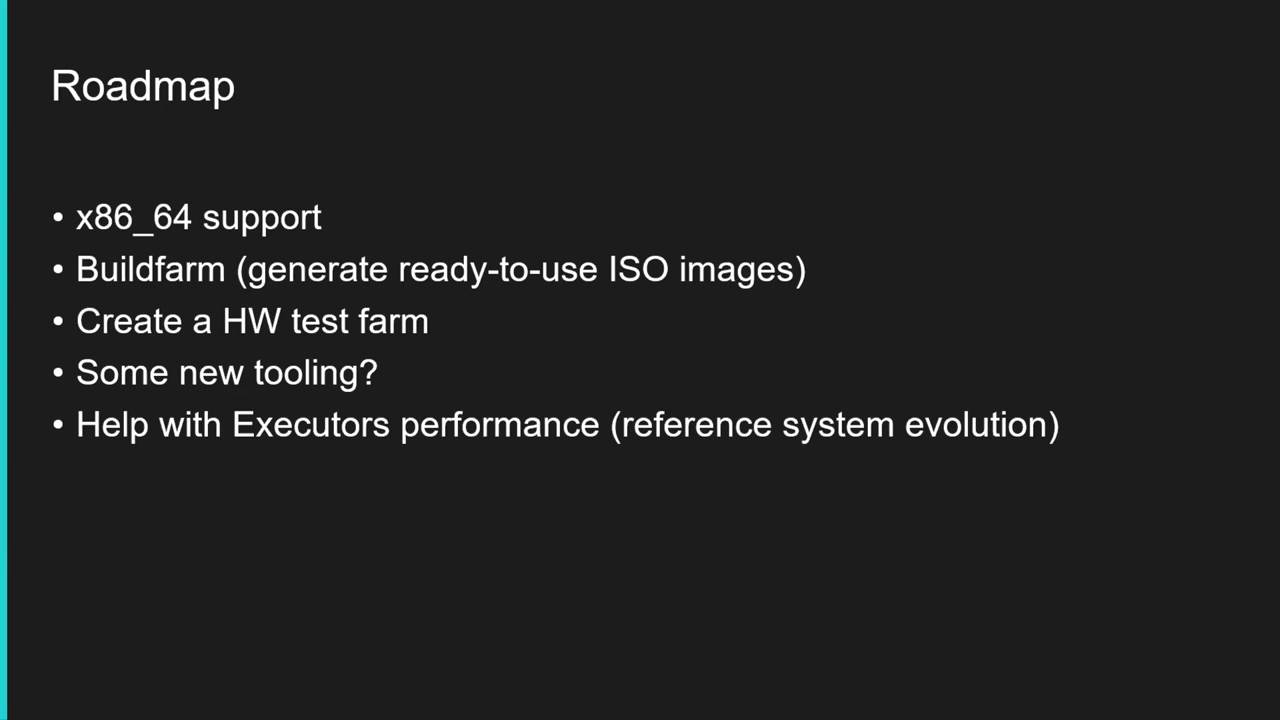 Roadmap
• x86_64 support
• Buildfarm (generate ready-to-use ISO images)
• Create a HW test farm
• Some new tooling?
• Help with Executors performance (reference system evolution)